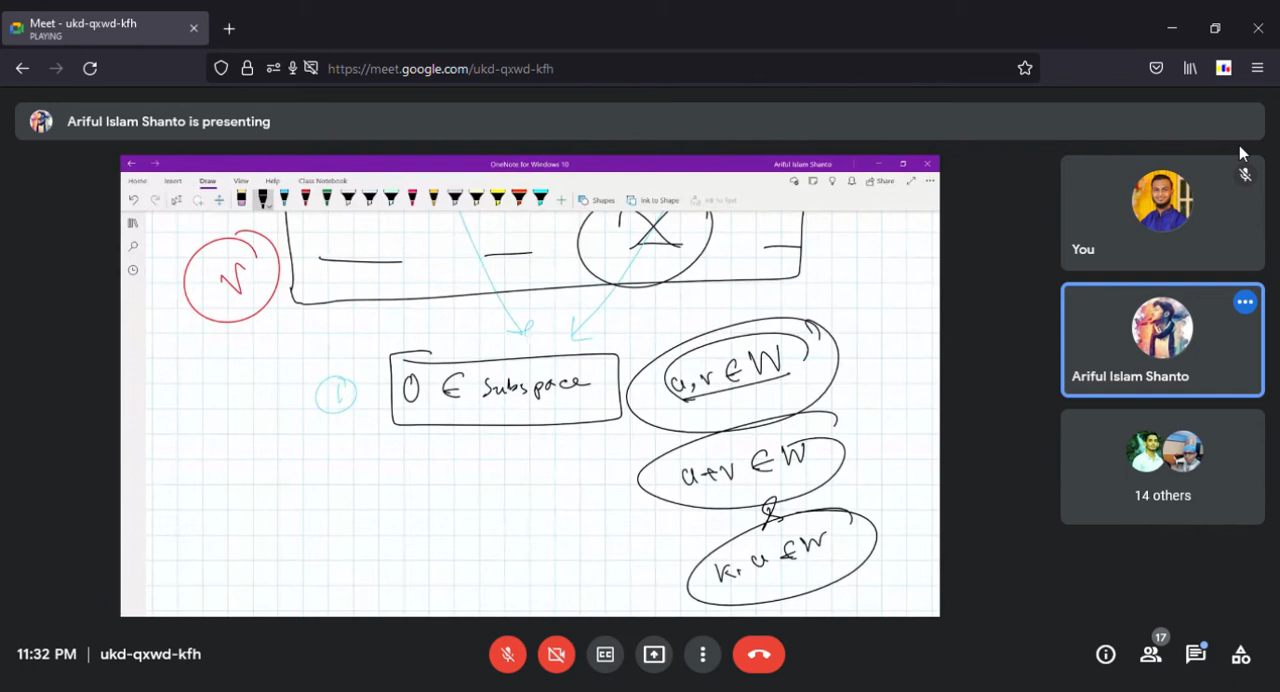 Meet - ukd-qxwd-kfh
PLAYING
https://meet.google.com/ukd-qxwd-kfh
Ariful Islam Shanto is presenting
OneNote for Windows 10
Ariful Islam Shanto
Home Insert Draw View Help Class Notebook
Share
Shapes Ink to Shape Ink to Text
V
1
0 ∈ Subspace
u, v ∈ W
u+v ∈ W
&
k, u ∈ W
You
Ariful Islam Shanto
14 others
11:32 PM | ukd-qxwd-kfh
17